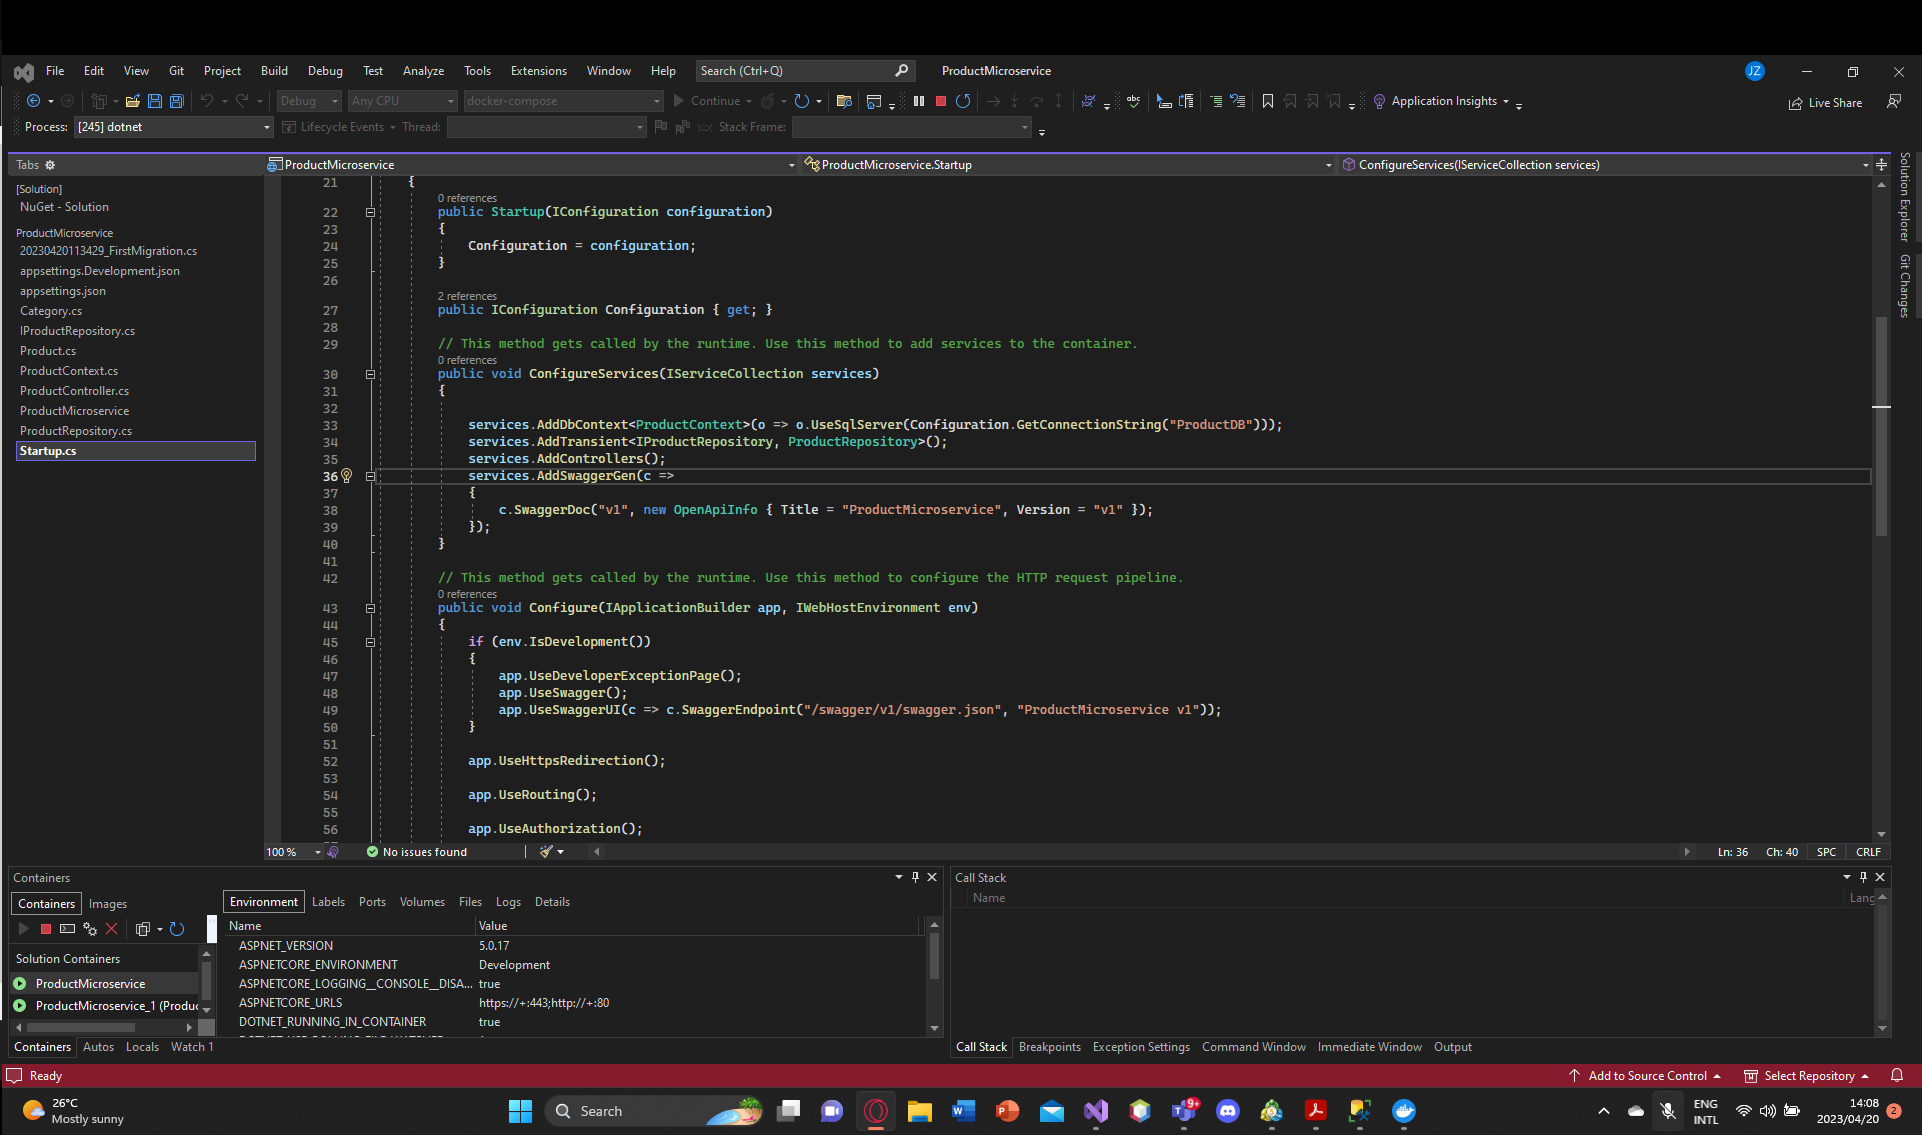 File Edit View Git Project Build Debug Test Analyze Tools Extensions Window Help Search (Ctrl+Q) ProductMicroservice JZ
Debug Any CPU docker-compose Continue Application Insights Live Share
Process: [245] dotnet Lifecycle Events Thread: Stack Frame:
Tabs
[Solution]
NuGet - Solution
ProductMicroservice
20230420113429_FirstMigration.cs
appsettings.Development.json
appsettings.json
Category.cs
IProductRepository.cs
Product.cs
ProductContext.cs
ProductController.cs
ProductMicroservice
ProductRepository.cs
Startup.cs
ProductMicroservice ProductMicroservice.Startup ConfigureServices(IServiceCollection services)
21 {
0 references
22 public Startup(IConfiguration configuration)
23 {
24 Configuration = configuration;
25 }
26
2 references
27 public IConfiguration Configuration { get; }
28
29 // This method gets called by the runtime. Use this method to add services to the container.
0 references
30 public void ConfigureServices(IServiceCollection services)
31 {
32
33 services.AddDbContext<ProductContext>(o => o.UseSqlServer(Configuration.GetConnectionString("ProductDB")));
34 services.AddTransient<IProductRepository, ProductRepository>();
35 services.AddControllers();
36 services.AddSwaggerGen(c =>
37 {
38 c.SwaggerDoc("v1", new OpenApiInfo { Title = "ProductMicroservice", Version = "v1" });
39 });
40 }
41
42 // This method gets called by the runtime. Use this method to configure the HTTP request pipeline.
0 references
43 public void Configure(IApplicationBuilder app, IWebHostEnvironment env)
44 {
45 if (env.IsDevelopment())
46 {
47 app.UseDeveloperExceptionPage();
48 app.UseSwagger();
49 app.UseSwaggerUI(c => c.SwaggerEndpoint("/swagger/v1/swagger.json", "ProductMicroservice v1"));
50 }
51
52 app.UseHttpsRedirection();
53
54 app.UseRouting();
55
56 app.UseAuthorization();
Solution Explorer
Git Changes
100 % No issues found Ln: 36 Ch: 40 SPC CRLF
Containers
Containers Images
Solution Containers
ProductMicroservice
ProductMicroservice_1 (Produc
Environment Labels Ports Volumes Files Logs Details
Name Value
ASPNET_VERSION 5.0.17
ASPNETCORE_ENVIRONMENT Development
ASPNETCORE_LOGGING__CONSOLE__DISA... true
ASPNETCORE_URLS https://+:443;http://+:80
DOTNET_RUNNING_IN_CONTAINER true
Containers Autos Locals Watch 1
Call Stack
Name Lang
Call Stack Breakpoints Exception Settings Command Window Immediate Window Output
Ready Add to Source Control Select Repository
26°C
Mostly sunny
Search
9+
ENG
INTL
14:08
2023/04/20
2